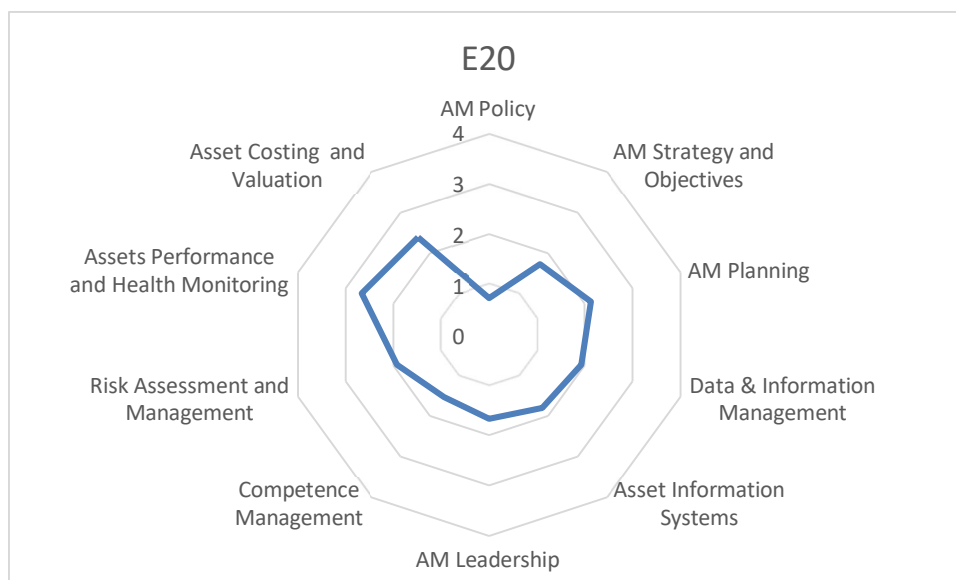 E20
AM Policy
AM Strategy and
Objectives
AM Planning
Data & Information
Management
Asset Information
Systems
AM Leadership
Competence
Management
Risk Assessment and
Management
Assets Performance
and Health Monitoring
Asset Costing and
Valuation
4
3
2
1
0